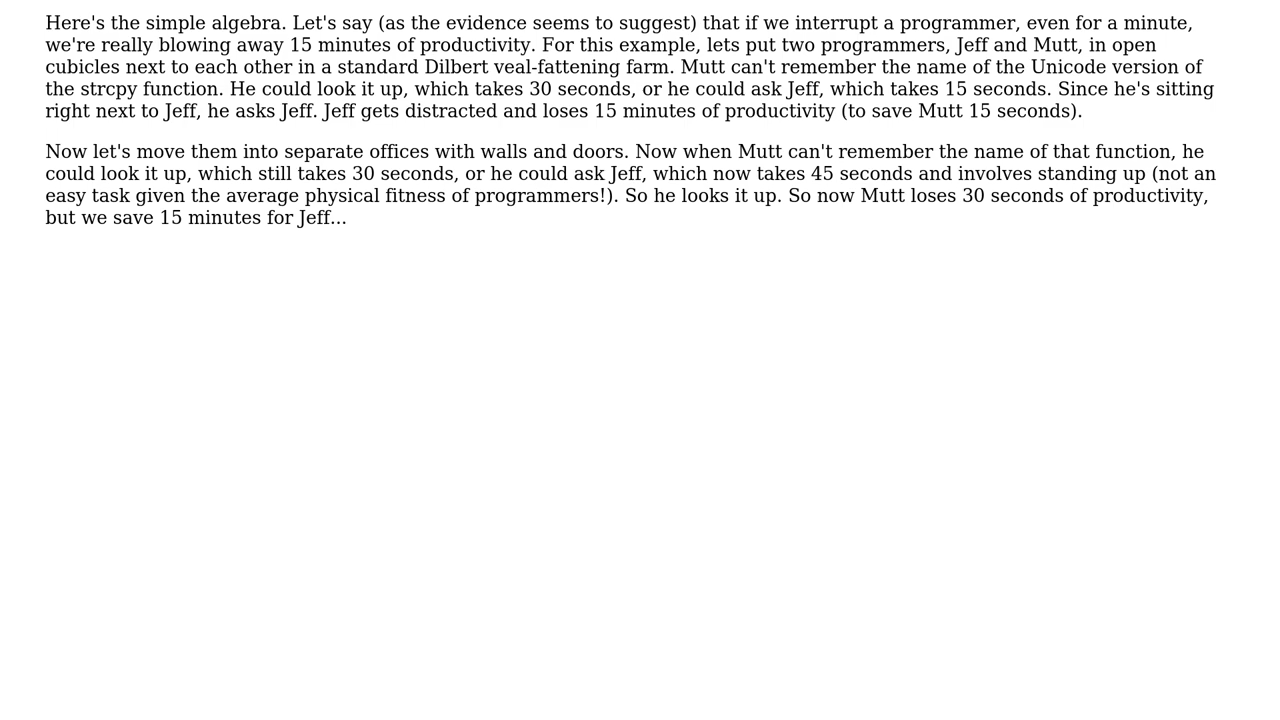 Here's the simple algebra. Let's say (as the evidence seems to suggest) that if we interrupt a programmer, even for a minute,
we're really blowing away 15 minutes of productivity. For this example, lets put two programmers, Jeff and Mutt, in open
cubicles next to each other in a standard Dilbert veal-fattening farm. Mutt can't remember the name of the Unicode version of
the strcpy function. He could look it up, which takes 30 seconds, or he could ask Jeff, which takes 15 seconds. Since he's sitting
right next to Jeff, he asks Jeff. Jeff gets distracted and loses 15 minutes of productivity (to save Mutt 15 seconds).
Now let's move them into separate offices with walls and doors. Now when Mutt can't remember the name of that function, he
could look it up, which still takes 30 seconds, or he could ask Jeff, which now takes 45 seconds and involves standing up (not an
easy task given the average physical fitness of programmers!). So he looks it up. So now Mutt loses 30 seconds of productivity,
but we save 15 minutes for Jeff...